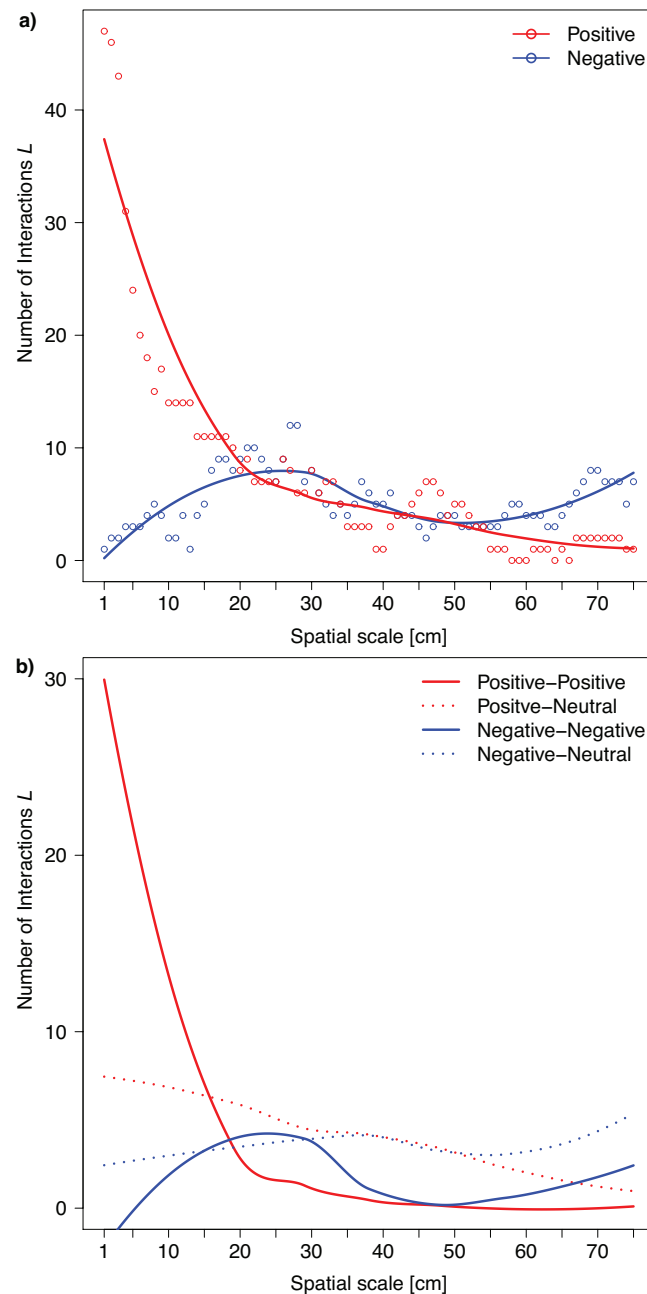 a)
Positive
Negative
Number of Interactions L
40
30
20
10
0
1 10 20 30 40 50 60 70
Spatial scale [cm]
b)
Positive–Positive
Positve–Neutral
Negative–Negative
Negative–Neutral
Number of Interactions L
30
20
10
0
1 10 20 30 40 50 60 70
Spatial scale [cm]